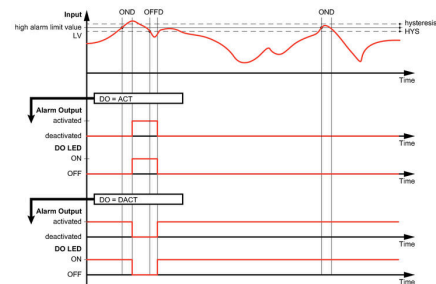 Input
OND OFFD OND
hysteresis
high alarm limit value
HYS
LV
Time
DO = ACT
Alarm Output
activated
deactivated
Time
DO LED
ON
OFF
Time
DO = DACT
Alarm Output
activated
deactivated
Time
DO LED
ON
OFF
Time